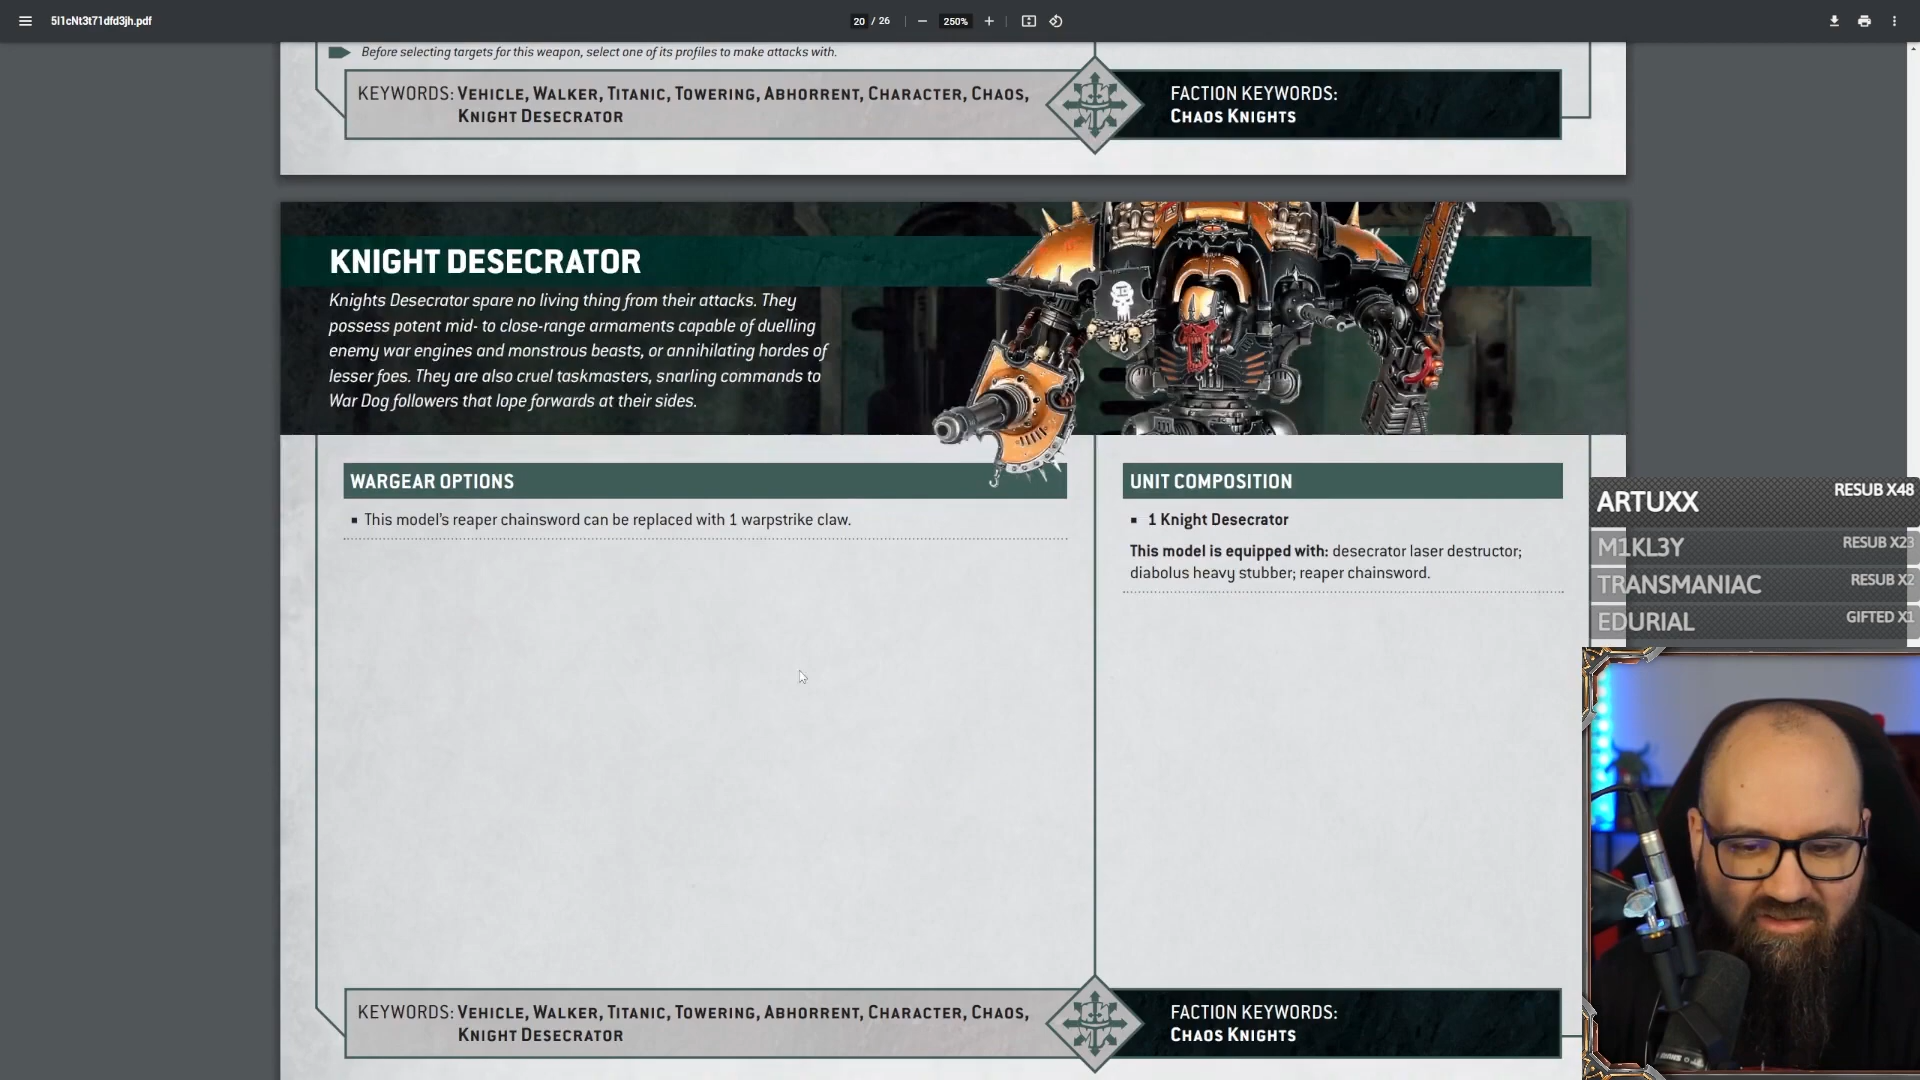 5l1cNt3t71dfd3jh.pdf
20 / 26
250%
Before selecting targets for this weapon, select one of its profiles to make attacks with.
KEYWORDS: VEHICLE, WALKER, TITANIC, TOWERING, ABHORRENT, CHARACTER, CHAOS,
KNIGHT DESECRATOR
FACTION KEYWORDS:
CHAOS KNIGHTS
KNIGHT DESECRATOR
Knights Desecrator spare no living thing from their attacks. They
possess potent mid- to close-range armaments capable of duelling
enemy war engines and monstrous beasts, or annihilating hordes of
lesser foes. They are also cruel taskmasters, snarling commands to
War Dog followers that lope forwards at their sides.
WARGEAR OPTIONS
▪ This model's reaper chainsword can be replaced with 1 warpstrike claw.
UNIT COMPOSITION
▪ 1 Knight Desecrator
This model is equipped with: desecrator laser destructor;
diabolus heavy stubber; reaper chainsword.
ARTUXX RESUB X48
M1KL3Y RESUB X23
TRANSMANIAC RESUB X2
EDURIAL GIFTED X1
KEYWORDS: VEHICLE, WALKER, TITANIC, TOWERING, ABHORRENT, CHARACTER, CHAOS,
KNIGHT DESECRATOR
FACTION KEYWORDS:
CHAOS KNIGHTS